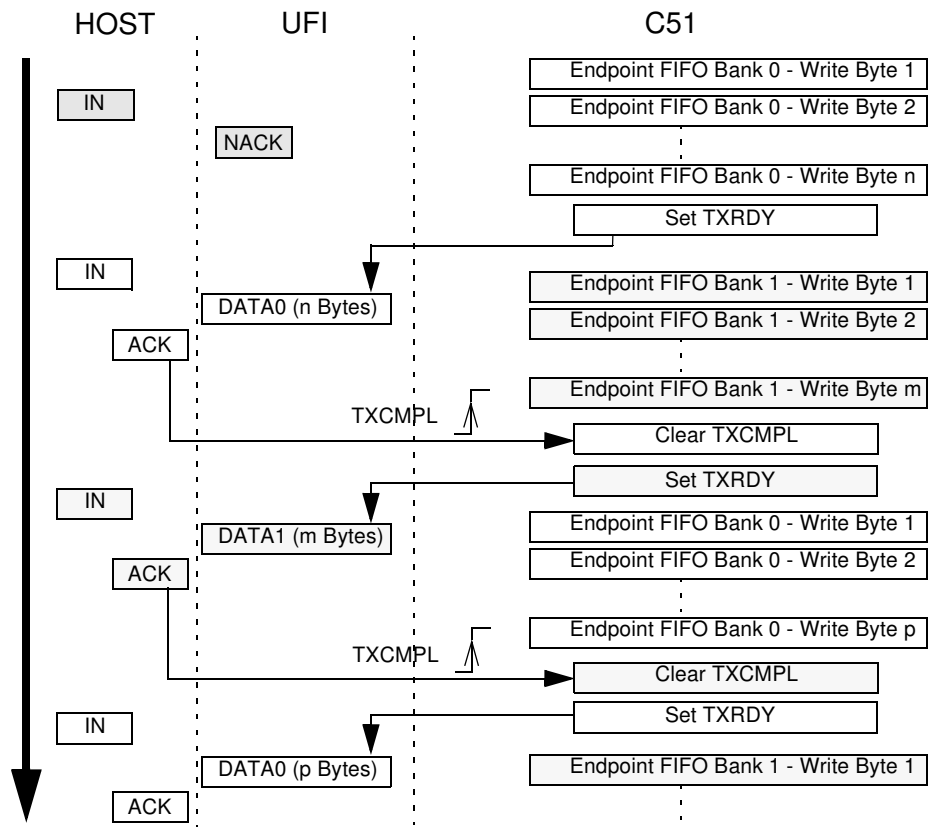 HOST UFI C51
Endpoint FIFO Bank 0 - Write Byte 1
IN
Endpoint FIFO Bank 0 - Write Byte 2
NACK
Endpoint FIFO Bank 0 - Write Byte n
Set TXRDY
IN
Endpoint FIFO Bank 1 - Write Byte 1
DATA0 (n Bytes)
Endpoint FIFO Bank 1 - Write Byte 2
ACK
Endpoint FIFO Bank 1 - Write Byte m
TXCMPL
Clear TXCMPL
Set TXRDY
IN
Endpoint FIFO Bank 0 - Write Byte 1
DATA1 (m Bytes)
Endpoint FIFO Bank 0 - Write Byte 2
ACK
Endpoint FIFO Bank 0 - Write Byte p
TXCMPL
Clear TXCMPL
Set TXRDY
IN
DATA0 (p Bytes)
Endpoint FIFO Bank 1 - Write Byte 1
ACK